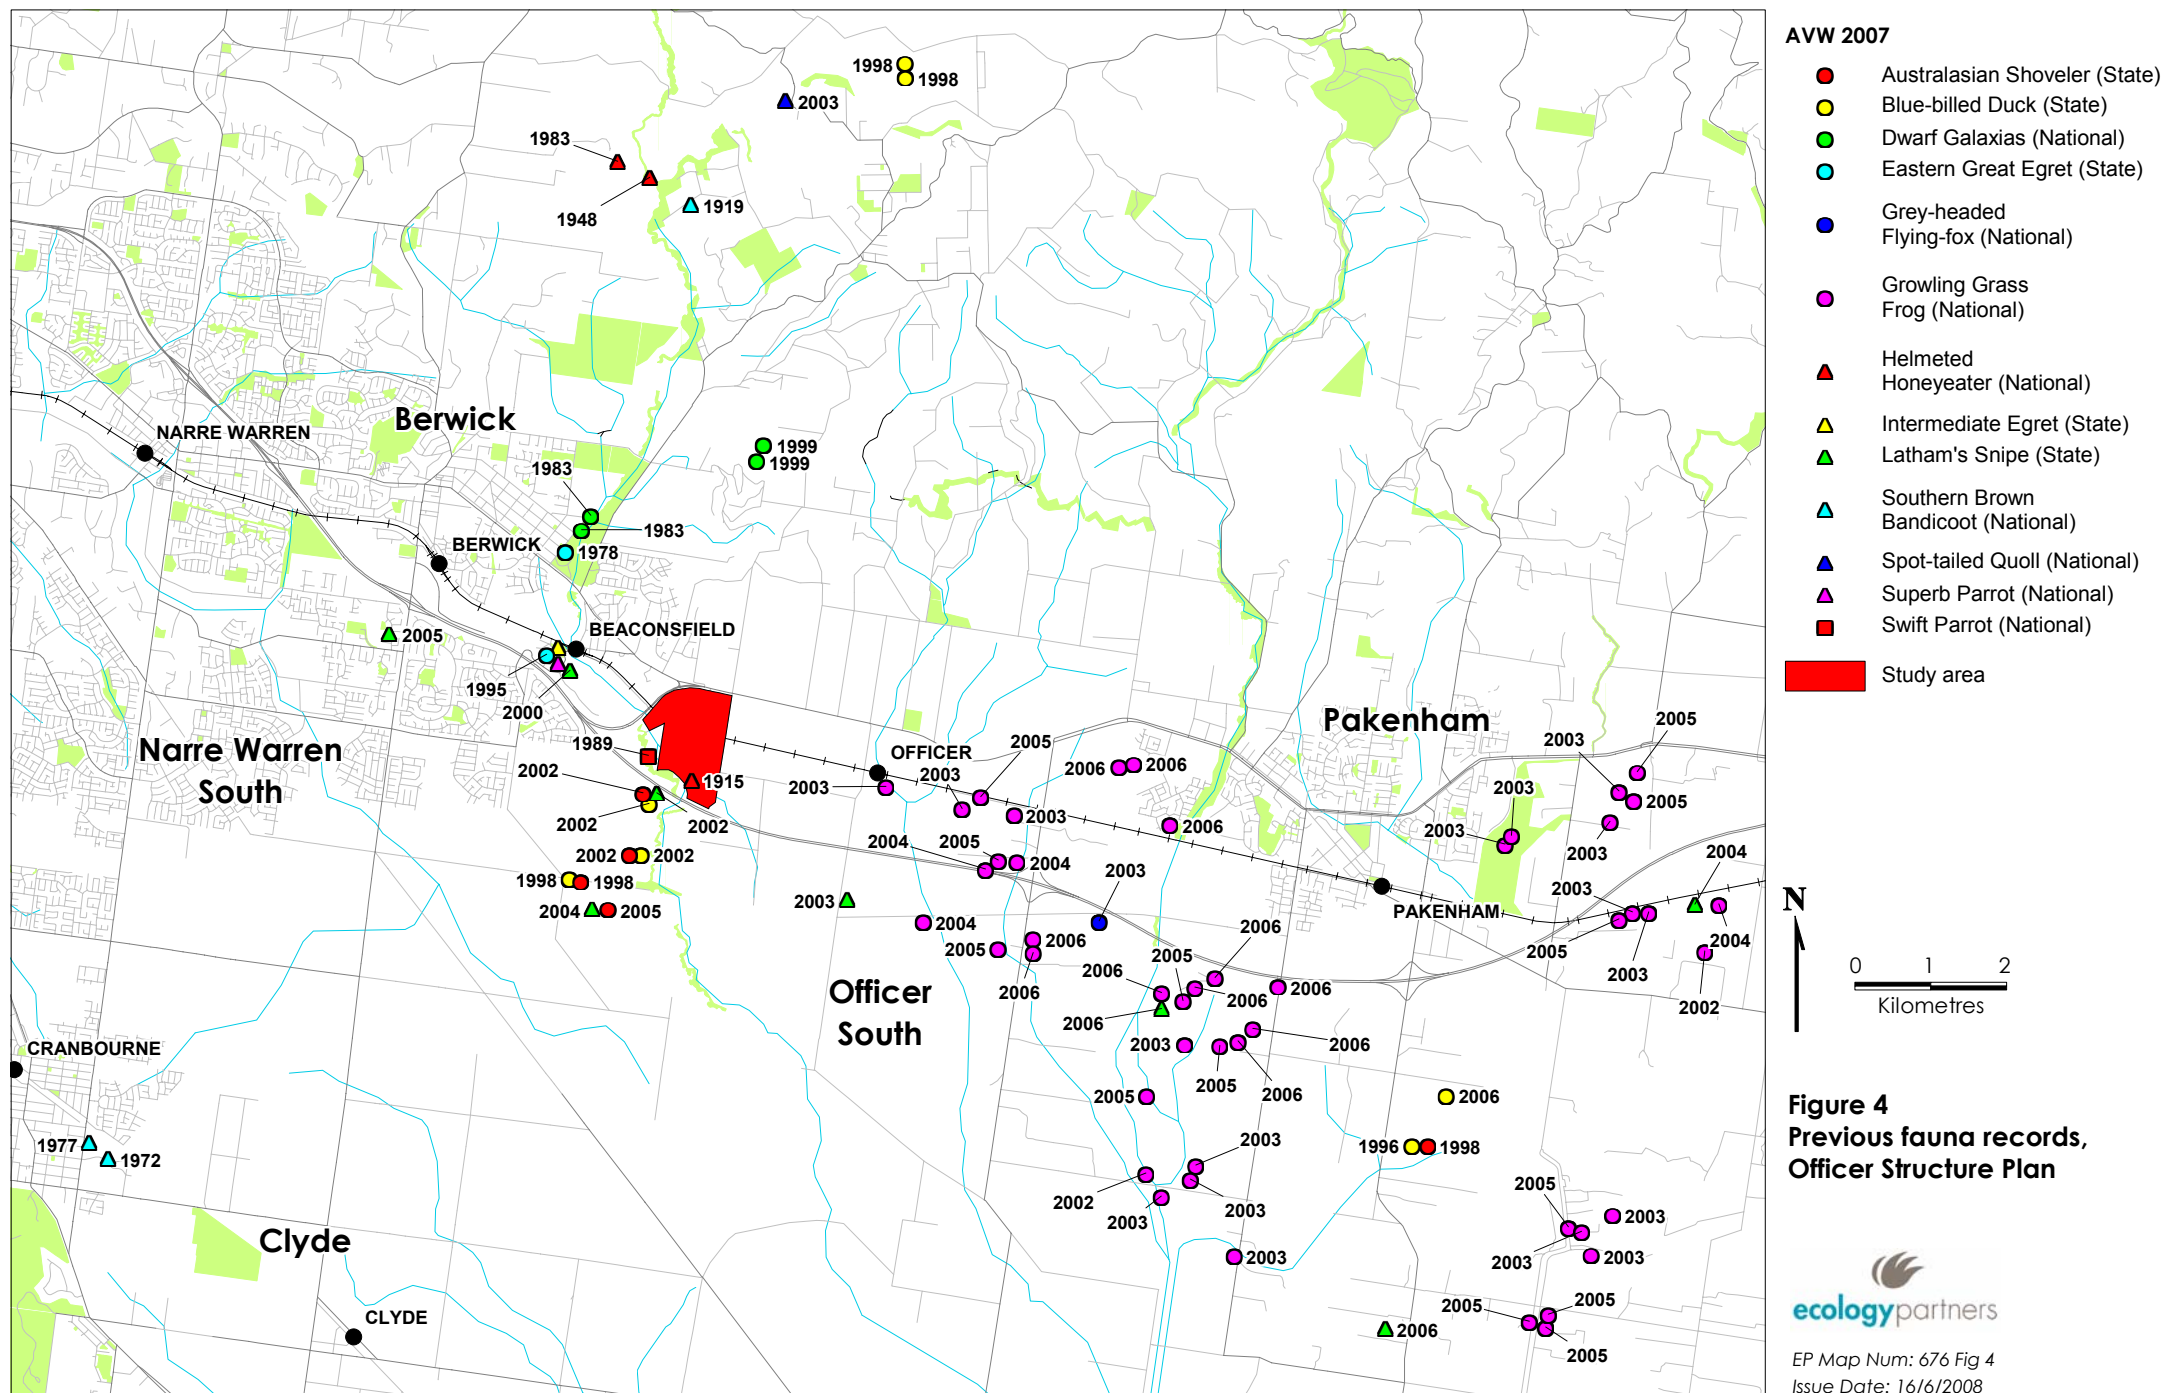 1998
1998
2003
1983
1948
1919
Berwick
NARRE WARREN
1999
1999
1983
1983
BERWICK
1978
BEACONSFIELD
2005
1995
2000
Narre Warren
South
1989
2002
1915
2002
2002
2002
2002
1998
1998
2004
2005
OFFICER
2003
2003
2005
2006
2006
2003
2006
2004
2005
2004
2003
2003
2004
2005
2006
2006
Officer
South
Pakenham
PAKENHAM
2003
2003
2003
2005
2005
2003
2004
2003
2005
2003
2004
2002
2006
2005
2006
2006
2006
2006
2003
2005
2006
2006
2005
2006
1996
1998
2003
2002
2003
2003
2003
2005
2003
2003
2003
2005
2005
2005
2006
CRANBOURNE
1977
1972
Clyde
CLYDE
AVW 2007
Australasian Shoveler (State)
Blue-billed Duck (State)
Dwarf Galaxias (National)
Eastern Great Egret (State)
Grey-headed
Flying-fox (National)
Growling Grass
Frog (National)
Helmeted
Honeyeater (National)
Intermediate Egret (State)
Latham's Snipe (State)
Southern Brown
Bandicoot (National)
Spot-tailed Quoll (National)
Superb Parrot (National)
Swift Parrot (National)
Study area
N
0 1 2
Kilometres
Figure 4
Previous fauna records,
Officer Structure Plan
ecologypartners
EP Map Num: 676 Fig 4
Issue Date: 16/6/2008